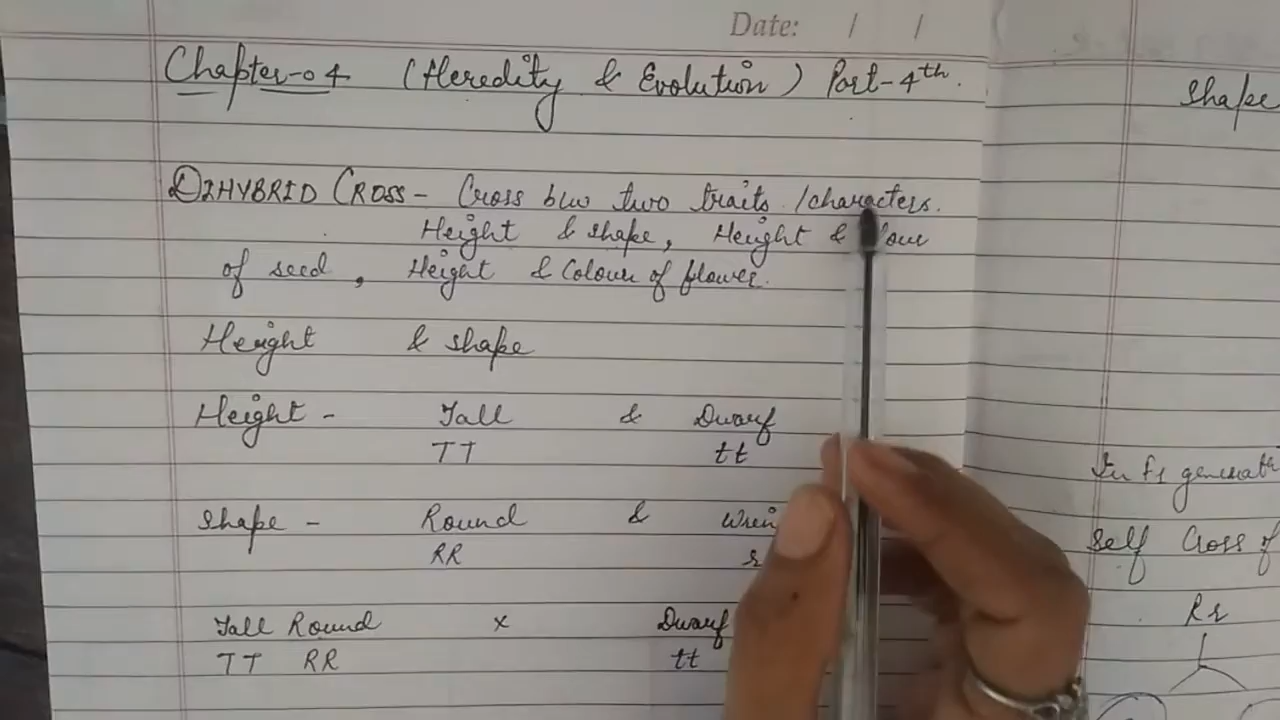 Date: / /
Chapter-04 (Heredity & Evolution) Part-4th.
DIHYBRID CROSS- Cross b/w two traits /characters.
Height & shape, Height &
of seed, Height & Colour of flower.
Height & shape
Height - Tall & Dwarf
TT tt
Shape - Round &
RR
Tall Round x Dwarf
TT RR tt
Shape
In F1
Self Cross of
Rr